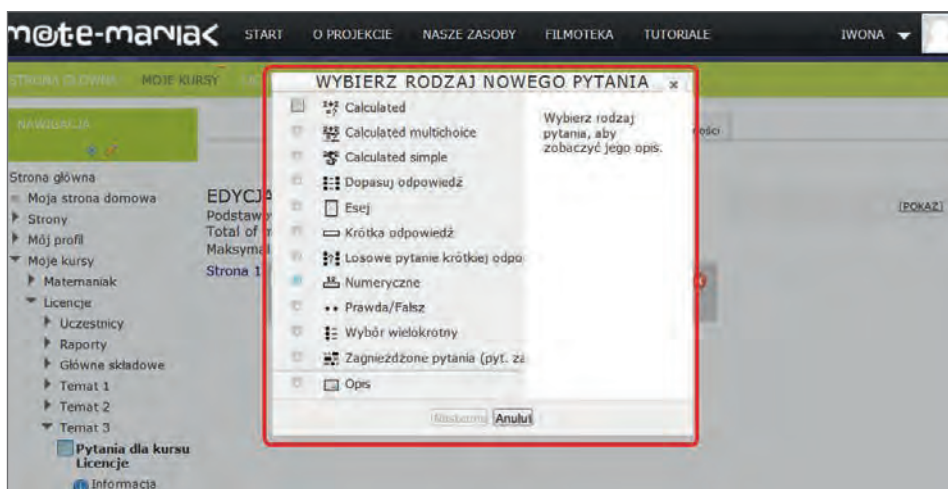 m@te-maniak START O PROJEKCIE NASZE ZASOBY FILMOTEKA TUTORIALE IWONA
STRONA GŁÓWNA MOJE KURSY
NAWIGACJA
Strona główna
Moja strona domowa
Strony
Mój profil
Moje kursy
Matemaniak
Licencje
Uczestnicy
Raporty
Główne składowe
Temat 1
Temat 2
Temat 3
Pytania dla kursu
Licencje
Informacja
EDYCJA
Podstaw
Total of
Maksymal
Strona 1
ości
[POKAŻ]
WYBIERZ RODZAJ NOWEGO PYTANIA x
Calculated
Calculated multichoice
Calculated simple
Dopasuj odpowiedź
Esej
Krótka odpowiedź
Losowe pytanie krótkiej odpo
Numeryczne
Prawda/Fałsz
Wybór wielokrotny
Zagnieżdżone pytania (pyt. za
Opis
Wybierz rodzaj
pytania, aby
zobaczyć jego opis.
Anuluj